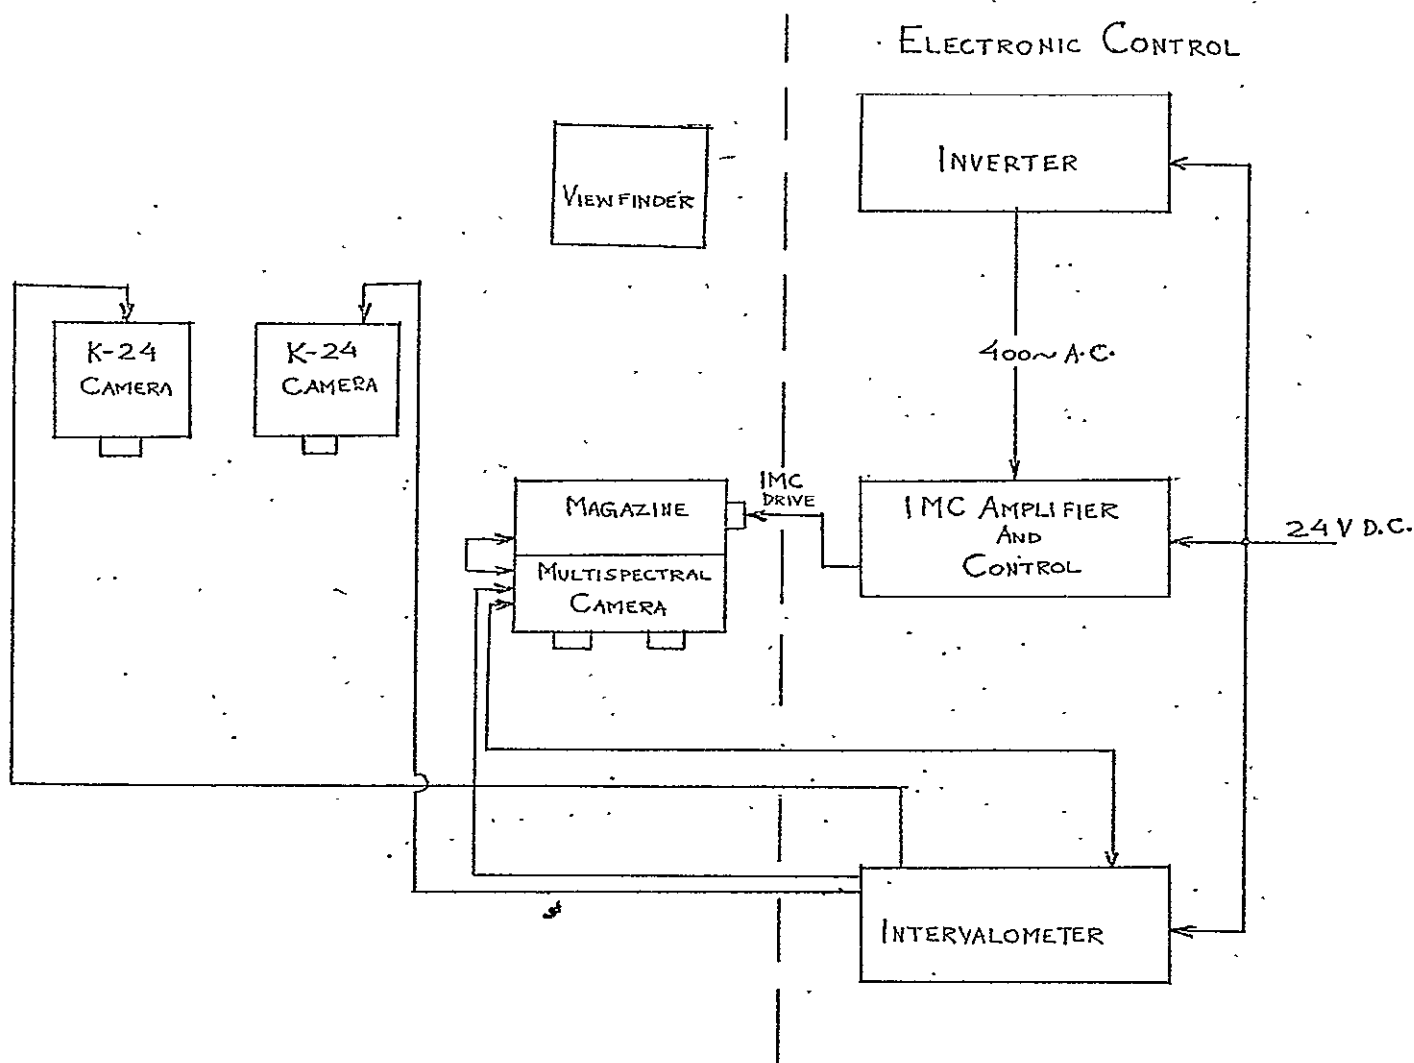 ELECTRONIC CONTROL
INVERTER
VIEWFINDER
400~ A.C.
K-24
CAMERA
K-24
CAMERA
IMC
DRIVE
MAGAZINE
MULTISPECTRAL
CAMERA
IMC AMPLIFIER
AND
CONTROL
24 V D.C.
INTERVALOMETER